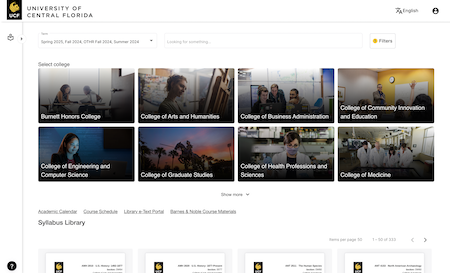 UCF
UNIVERSITY OF
CENTRAL FLORIDA
English
Term
Spring 2025, Fall 2024, OTHR Fall 2024, Summer 2024
Looking for something...
Filters
Select college
Burnett Honors College
College of Arts and Humanities
College of Business Administration
College of Community Innovation
and Education
College of Engineering and
Computer Science
College of Graduate Studies
College of Health Professions and
Sciences
College of Medicine
Show more
Academic Calendar
Course Schedule
Library e-Text Portal
Barnes & Noble Course Materials
Syllabus Library
Items per page 50
1 - 50 of 333
UCF
UCF
UCF
UCF
?